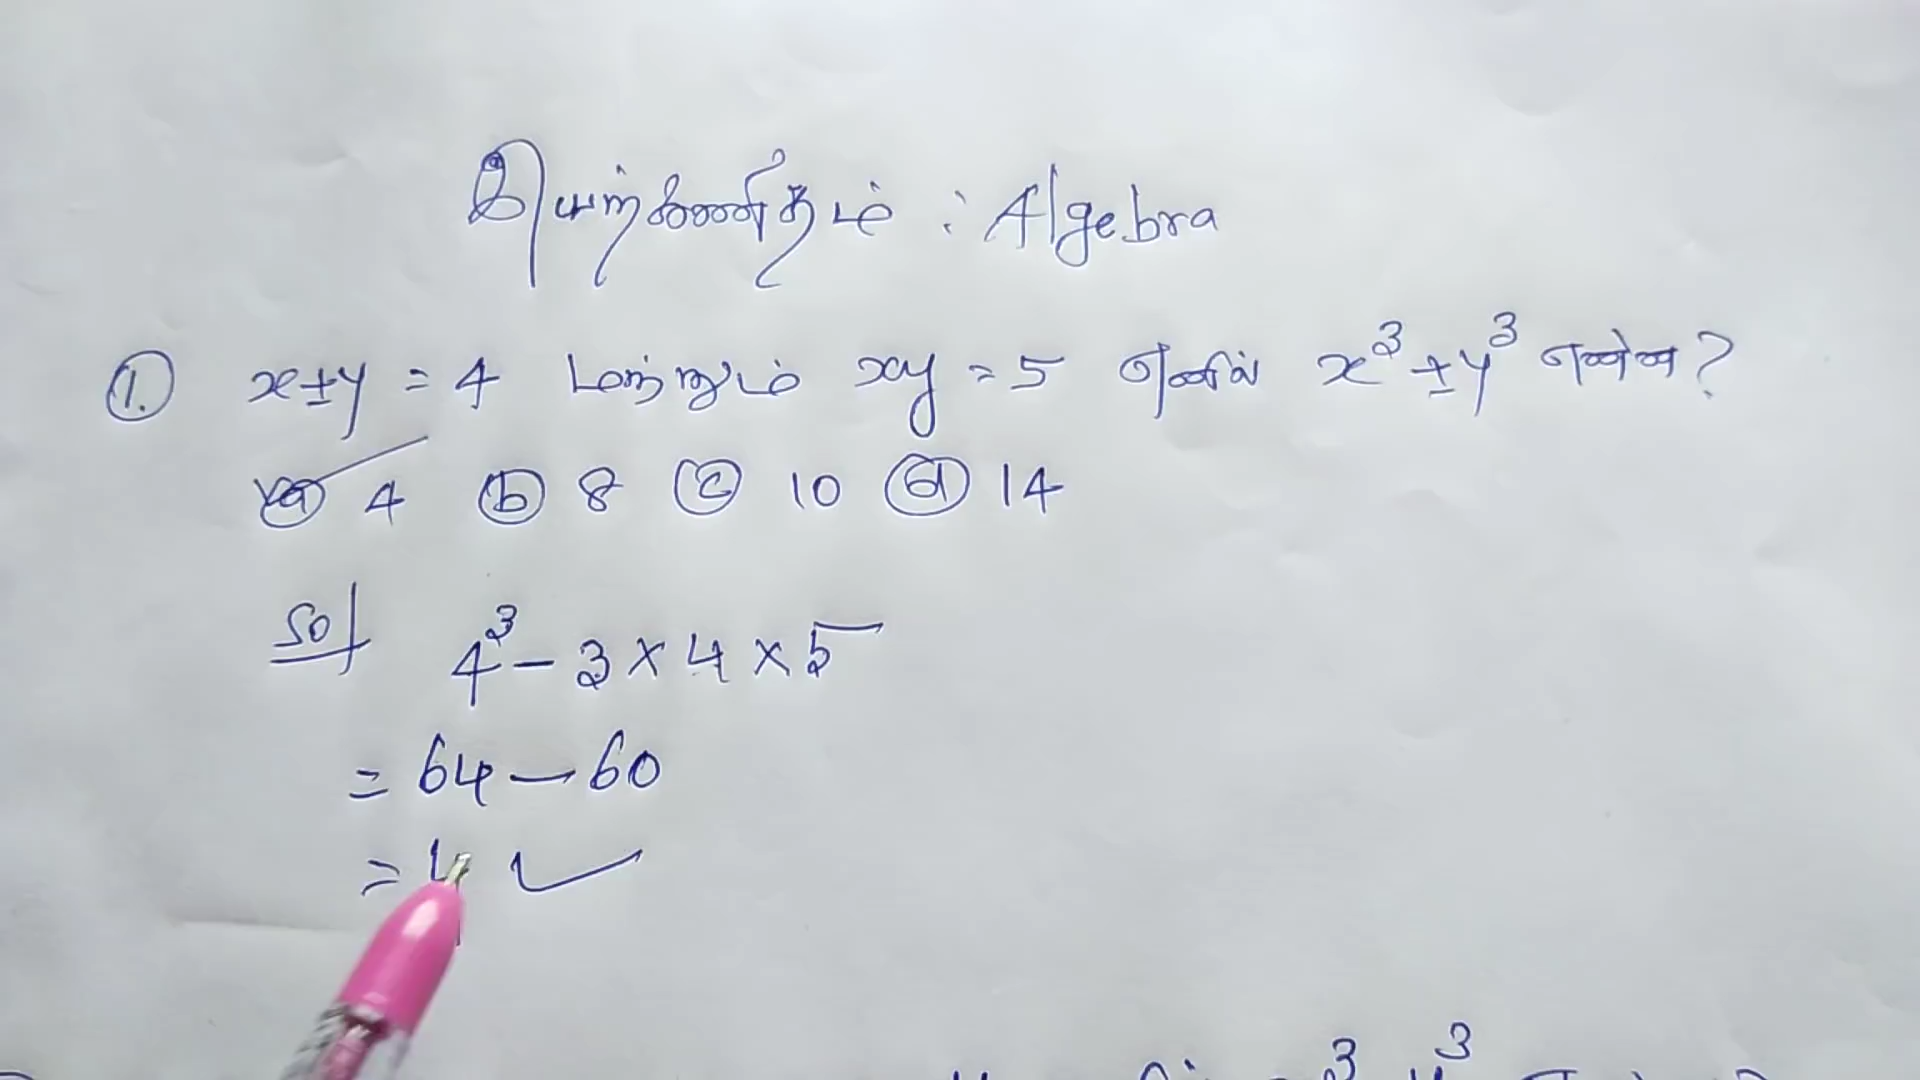 இயற்கணிதம் : Algebra
①. x±y = 4 மற்றும் xy = 5 எனில் x³±y³ என்ன?
ⓐ 4 ⓑ 8 ⓒ 10 ⓓ 14
Sol 4³ - 3 × 4 × 5
= 64 - 60
= 4 ✓